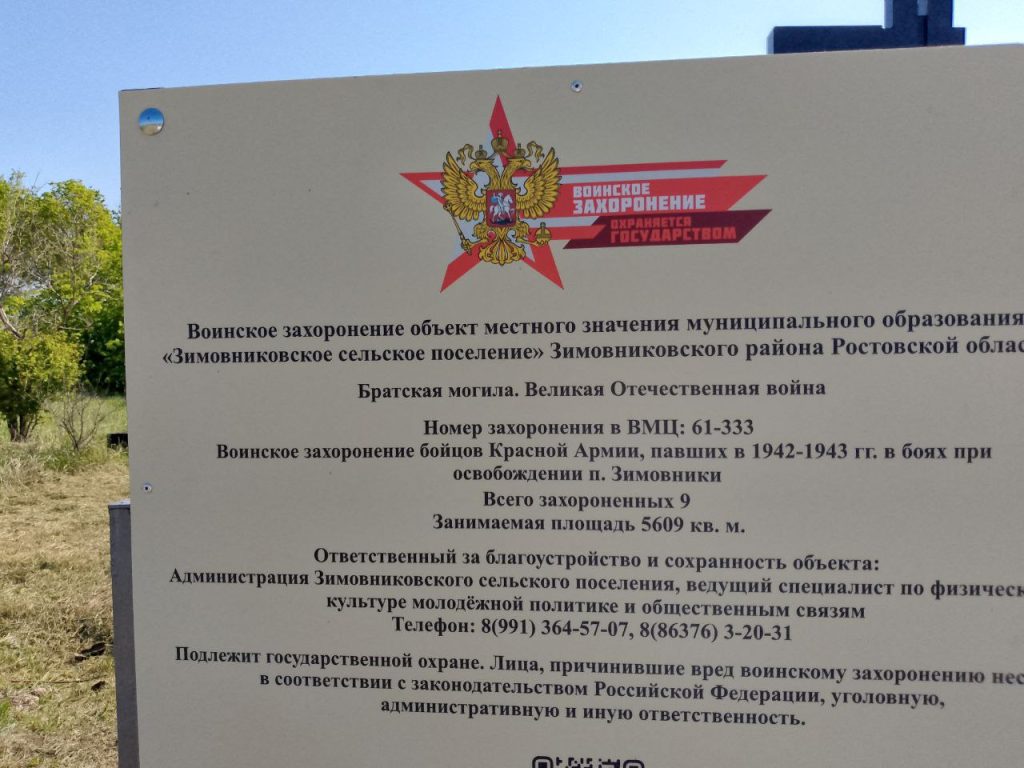 ВОИНСКОЕ
ЗАХОРОНЕНИЕ
ОХРАНЯЕТСЯ
ГОСУДАРСТВОМ
Воинское захоронение объект местного значения муниципального образования
«Зимовниковское сельское поселение» Зимовниковского района Ростовской облас
Братская могила. Великая Отечественная война
Номер захоронения в ВМЦ: 61-333
Воинское захоронение бойцов Красной Армии, павших в 1942-1943 гг. в боях при
освобождении п. Зимовники
Всего захороненных 9
Занимаемая площадь 5609 кв. м.
Ответственный за благоустройство и сохранность объекта:
Администрация Зимовниковского сельского поселения, ведущий специалист по физическ
культуре молодёжной политике и общественным связям
Телефон: 8(991) 364-57-07, 8(86376) 3-20-31
Подлежит государственной охране. Лица, причинившие вред воинскому захоронению нес
в соответствии с законодательством Российской Федерации, уголовную,
административную и иную ответственность.